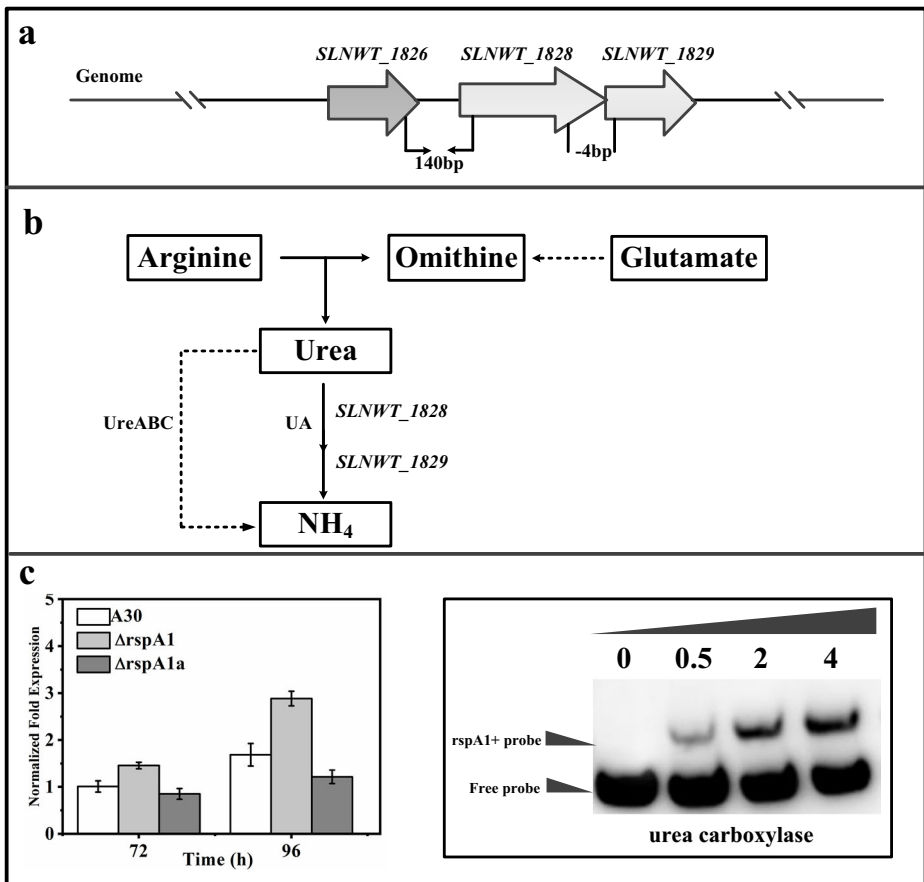 a
SLNWT_1826 SLNWT_1828 SLNWT_1829
Genome
140bp
-4bp
b
Arginine Omithine Glutamate
Urea
UreABC UA SLNWT_1828
SLNWT_1829
NH4
c
5
4
3
2
1
0
Normalized Fold Expression
A30
ΔrspA1
ΔrspA1a
72 96
Time (h)
0 0.5 2 4
rspA1+ probe
Free probe
urea carboxylase